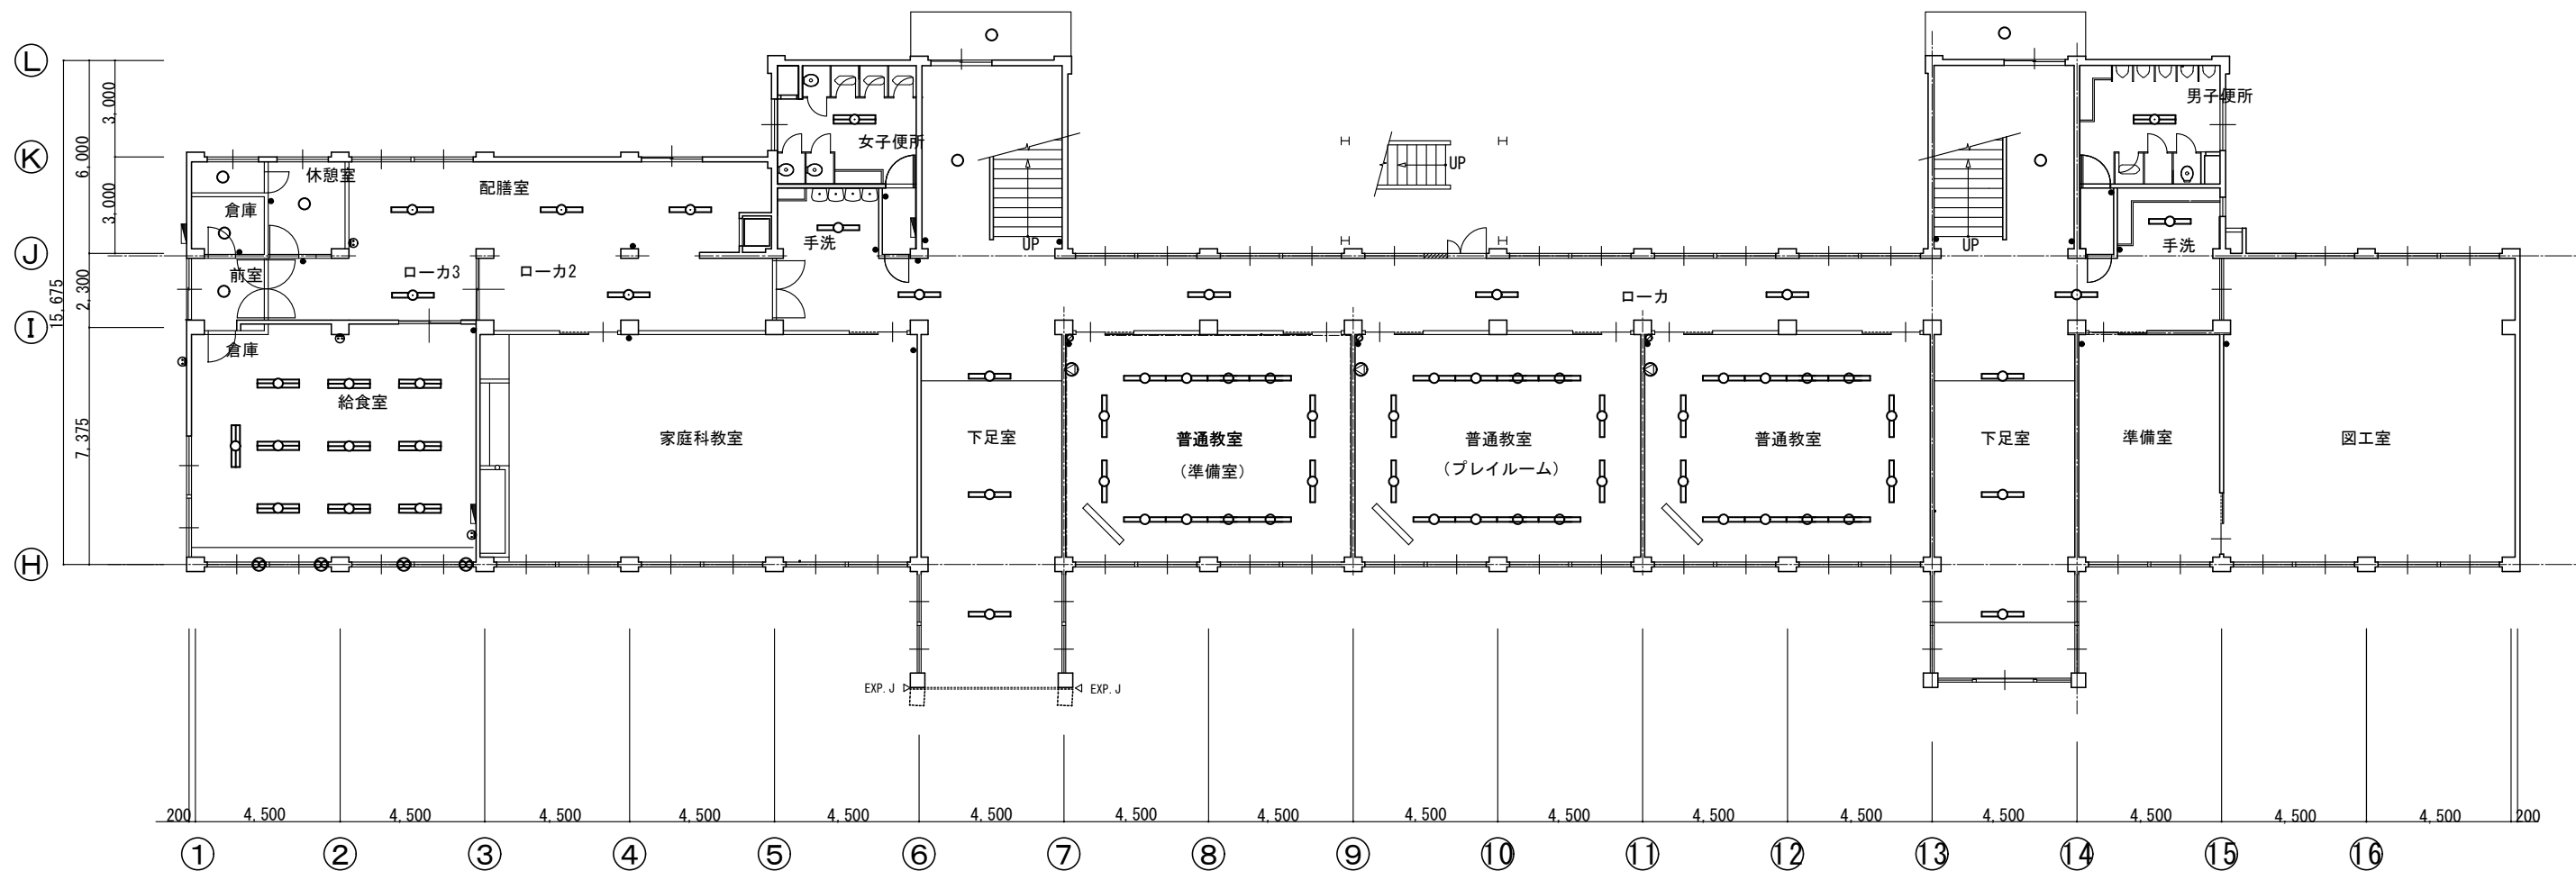 Ⓛ
男子便所
3,000
女子便所
Ⓚ
6,000
休憩室
配膳室
UP
3,000
倉庫
手洗
UP
UP
手洗
Ⓙ
前室
ローカ3
ローカ2
ローカ
15,675
2,300
Ⓘ
倉庫
給食室
7,375
家庭科教室
下足室
普通教室
(準備室)
普通教室
(プレイルーム)
普通教室
下足室
準備室
図工室
Ⓗ
EXP.J
EXP.J
200 4,500 4,500 4,500 4,500 4,500 4,500 4,500 4,500 4,500 4,500 4,500 4,500 4,500 4,500 4,500 4,500 200
① ② ③ ④ ⑤ ⑥ ⑦ ⑧ ⑨ ⑩ ⑪ ⑫ ⑬ ⑭ ⑮ ⑯